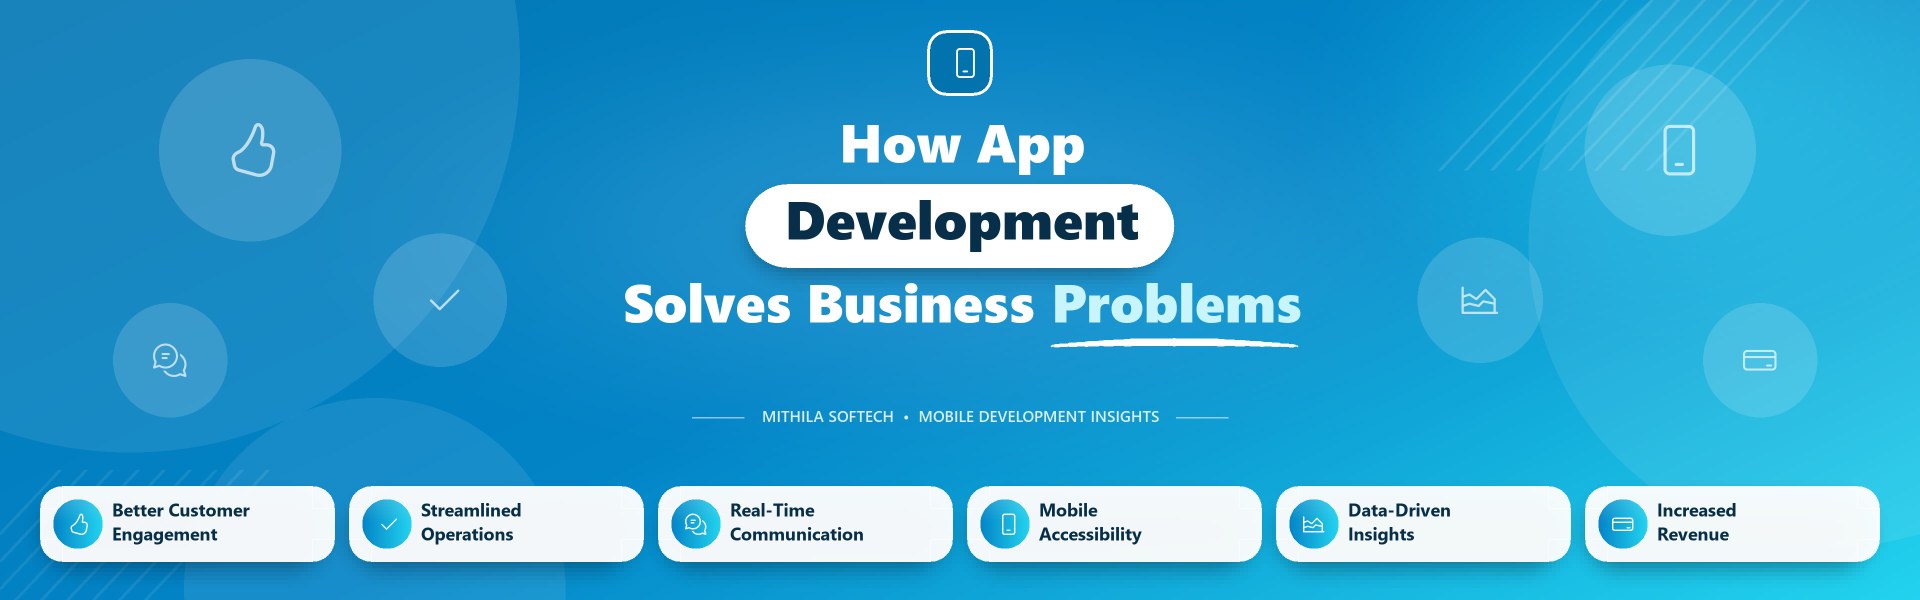 How App
Development
Solves Business Problems
MITHILA SOFTECH • MOBILE DEVELOPMENT INSIGHTS
Better Customer
Engagement
Streamlined
Operations
Real-Time
Communication
Mobile
Accessibility
Data-Driven
Insights
Increased
Revenue